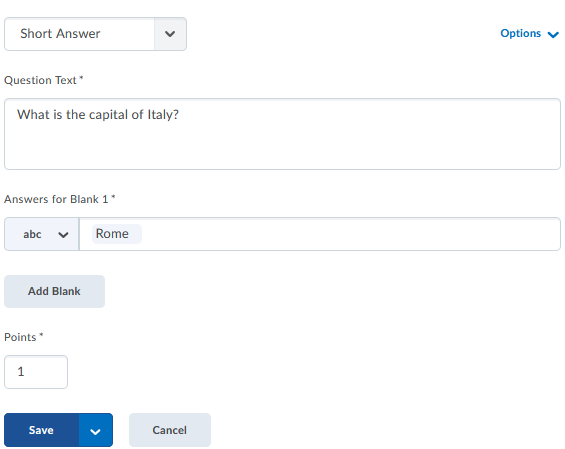 Short Answer
Options
Question Text *
What is the capital of Italy?
Answers for Blank 1 *
abc Rome
Add Blank
Points *
1
Save Cancel